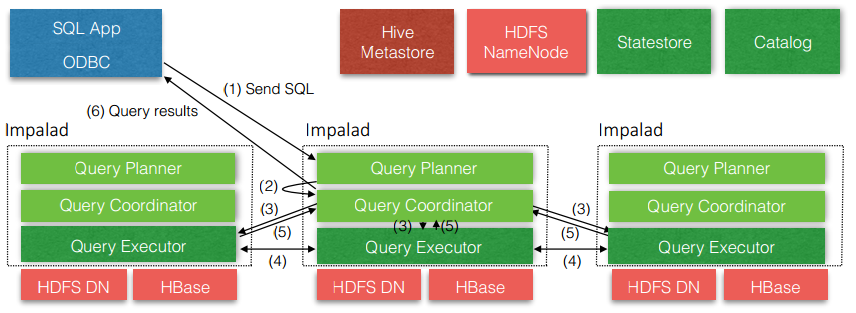 SQL App
ODBC
Hive
Metastore
HDFS
NameNode
Statestore
Catalog
(1) Send SQL
(6) Query results
Impalad
Impalad
Impalad
Query Planner
Query Planner
Query Planner
(2)
Query Coordinator
Query Coordinator
Query Coordinator
(3)
(3)
(5)
(3)
(5)
(5)
Query Executor
Query Executor
Query Executor
(4)
(4)
HDFS DN
HBase
HDFS DN
HBase
HDFS DN
HBase